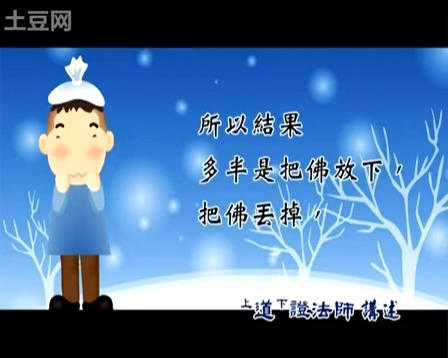 土豆网
所以結果
多半是把佛放下，
把佛丟掉，
上道下證法師 講述